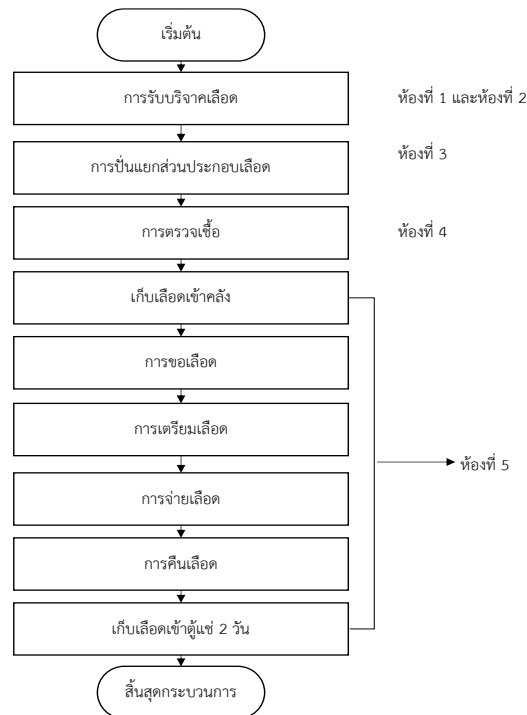 เริ่มต้น
การรับบริจาคเลือด
ห้องที่ 1 และห้องที่ 2
การปั่นแยกส่วนประกอบเลือด
ห้องที่ 3
การตรวจเชื้อ
ห้องที่ 4
เก็บเลือดเข้าคลัง
การขอเลือด
การเตรียมเลือด
ห้องที่ 5
การจ่ายเลือด
การคืนเลือด
เก็บเลือดเข้าตู้แช่ 2 วัน
สิ้นสุดกระบวนการ